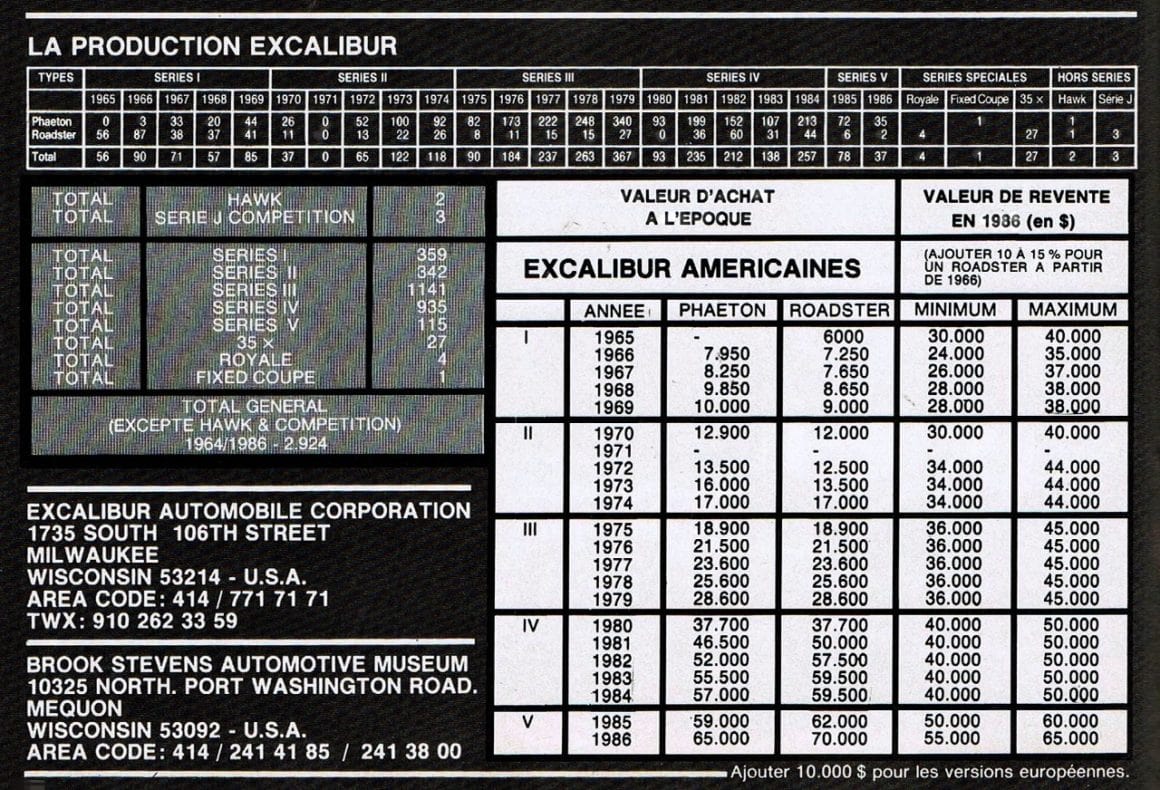 LA PRODUCTION EXCALIBUR
TYPES SERIES I SERIES II SERIES III SERIES IV SERIES V SERIES SPECIALES HORS SERIES
1965 1966 1967 1968 1969 1970 1971 1972 1973 1974 1975 1976 1977 1978 1979 1980 1981 1982 1983 1984 1985 1986 Royale Fixed Coupe 35 × Hawk Série J
Phaeton 0 3 33 20 44 26 0 52 100 92 82 173 222 248 340 93 199 152 107 213 72 35 1 1
Roadster 56 87 38 37 41 11 0 13 22 26 8 11 15 15 27 0 36 60 31 44 6 2 4 27 1 3
Total 56 90 71 57 85 37 0 65 122 118 90 184 237 263 367 93 235 212 138 257 78 37 4 1 27 2 3
TOTAL HAWK 2
TOTAL SERIE J COMPETITION 3
TOTAL SERIES I 359
TOTAL SERIES II 342
TOTAL SERIES III 1141
TOTAL SERIES IV 935
TOTAL SERIES V 115
TOTAL 35 × 27
TOTAL ROYALE 4
TOTAL FIXED COUPE 1
TOTAL GENERAL
(EXCEPTE HAWK & COMPETITION)
1964/1986 - 2.924
EXCALIBUR AUTOMOBILE CORPORATION
1735 SOUTH 106TH STREET
MILWAUKEE
WISCONSIN 53214 - U.S.A.
AREA CODE: 414 / 771 71 71
TWX: 910 262 33 59
BROOK STEVENS AUTOMOTIVE MUSEUM
10325 NORTH. PORT WASHINGTON ROAD.
MEQUON
WISCONSIN 53092 - U.S.A.
AREA CODE: 414 / 241 41 85 / 241 38 00
VALEUR D'ACHAT
A L'EPOQUE
VALEUR DE REVENTE
EN 1986 (en $)
EXCALIBUR AMERICAINES
(AJOUTER 10 À 15 % POUR
UN ROADSTER A PARTIR
DE 1966)
ANNEE PHAETON ROADSTER MINIMUM MAXIMUM
I 1965 - 6000 30.000 40.000
1966 7.950 7.250 24.000 35.000
1967 8.250 7.650 26.000 37.000
1968 9.850 8.650 28.000 38.000
1969 10.000 9.000 28.000 38.000
II 1970 12.900 12.000 30.000 40.000
1971 - - - -
1972 13.500 12.500 34.000 44.000
1973 16.000 13.500 34.000 44.000
1974 17.000 17.000 34.000 44.000
III 1975 18.900 18.900 36.000 45.000
1976 21.500 21.500 36.000 45.000
1977 23.600 23.600 36.000 45.000
1978 25.600 25.600 36.000 45.000
1979 28.600 28.600 36.000 45.000
IV 1980 37.700 37.700 40.000 50.000
1981 46.500 50.000 40.000 50.000
1982 52.000 57.500 40.000 50.000
1983 55.500 59.500 40.000 50.000
1984 57.000 59.500 40.000 50.000
V 1985 59.000 62.000 50.000 60.000
1986 65.000 70.000 55.000 65.000
Ajouter 10.000 $ pour les versions européennes.